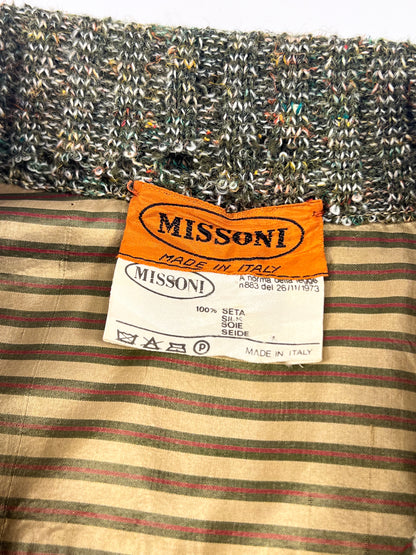 MISSONI
MADE IN ITALY
MISSONI
A norma della legge
n883 del 26/11/1973
100% SETA
SILK
SOIE
SEIDE
P
MADE IN ITALY